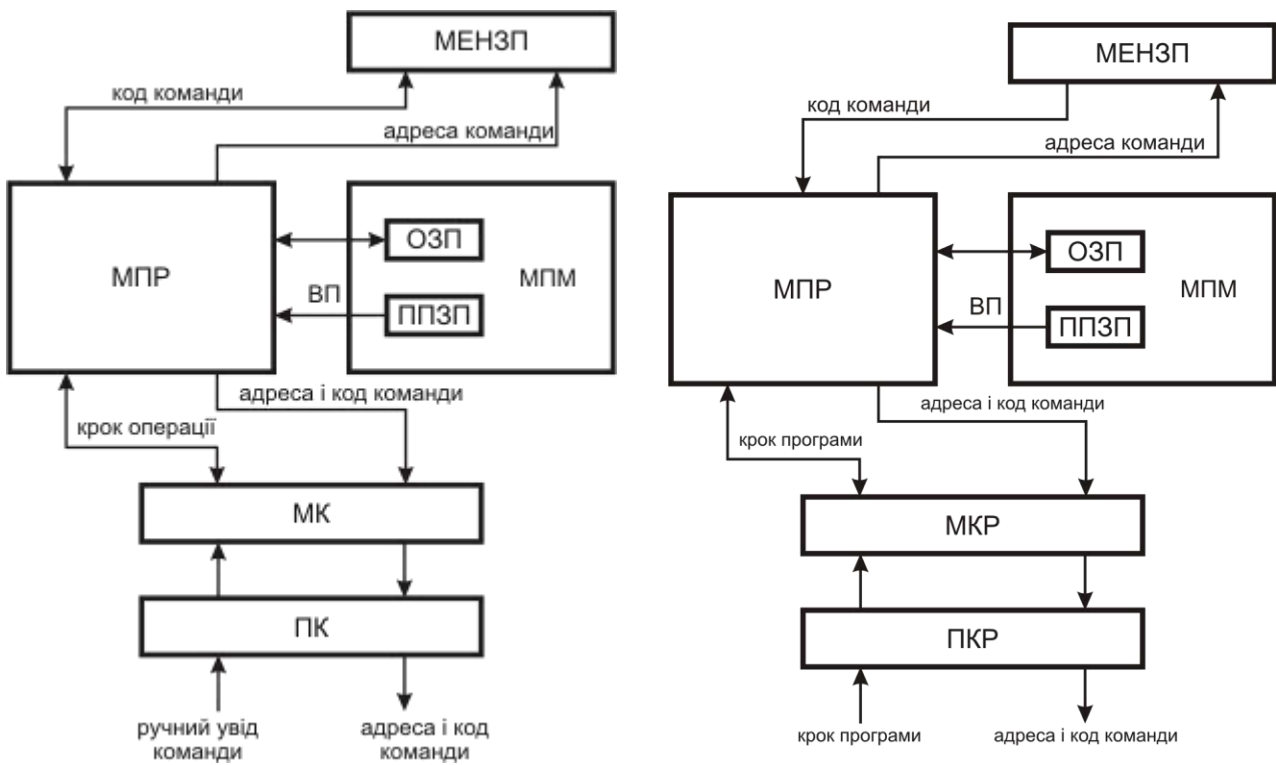 МЕНЗП
код команди
адреса команди
МПР
ОЗП
МПМ
ВП
ППЗП
адреса і код команди
крок операції
МК
ПК
ручний увід
команди
адреса і код
команди
МЕНЗП
код команди
адреса команди
МПР
ОЗП
МПМ
ВП
ППЗП
адреса і код команди
крок програми
МКР
ПКР
крок програми
адреса і код команди